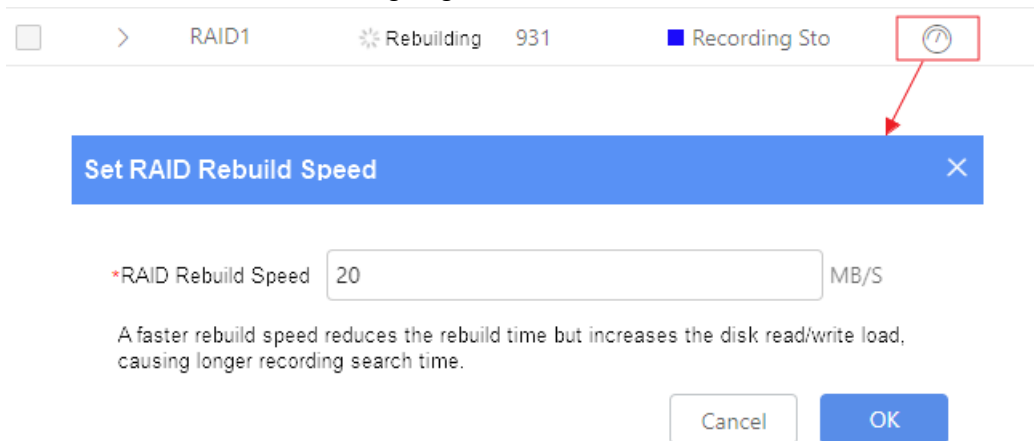 > RAID1 Rebuilding 931 Recording Sto
Set RAID Rebuild Speed
*RAID Rebuild Speed 20 MB/S
A faster rebuild speed reduces the rebuild time but increases the disk read/write load,
causing longer recording search time.
Cancel OK